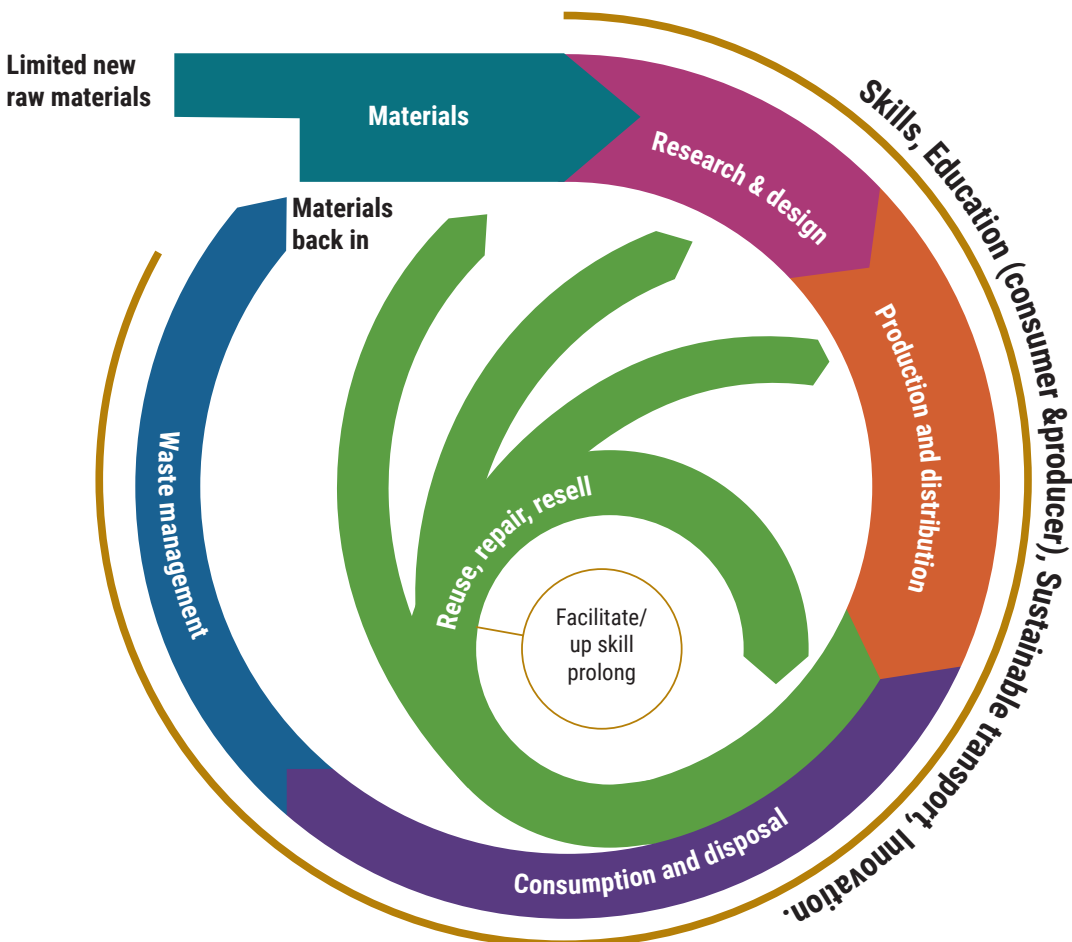 Limited new
raw materials
Materials
Research & design
Skills, Education (consumer &producer), Sustainable transport, Innovation.
Materials
back in
Production and distribution
Waste management
Reuse, repair, resell
Facilitate/
up skill
prolong
Consumption and disposal